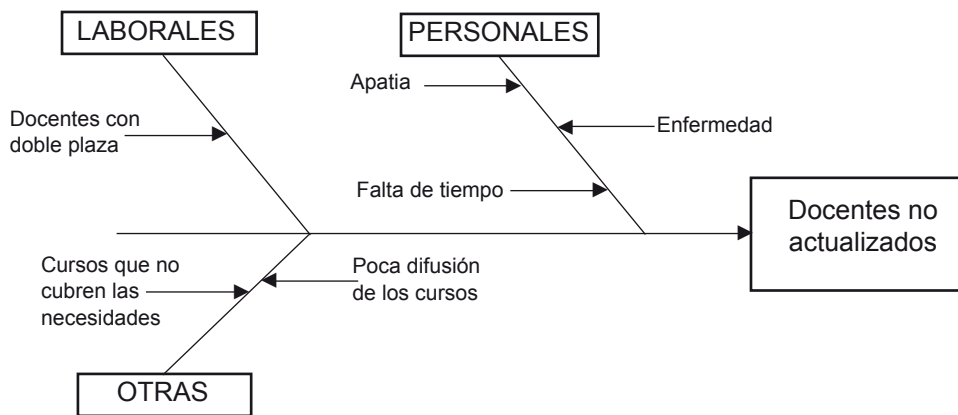 LABORALES
PERSONALES
Apatia
Docentes con
doble plaza
Enfermedad
Falta de tiempo
Docentes no
actualizados
Cursos que no
cubren las
necesidades
Poca difusión
de los cursos
OTRAS